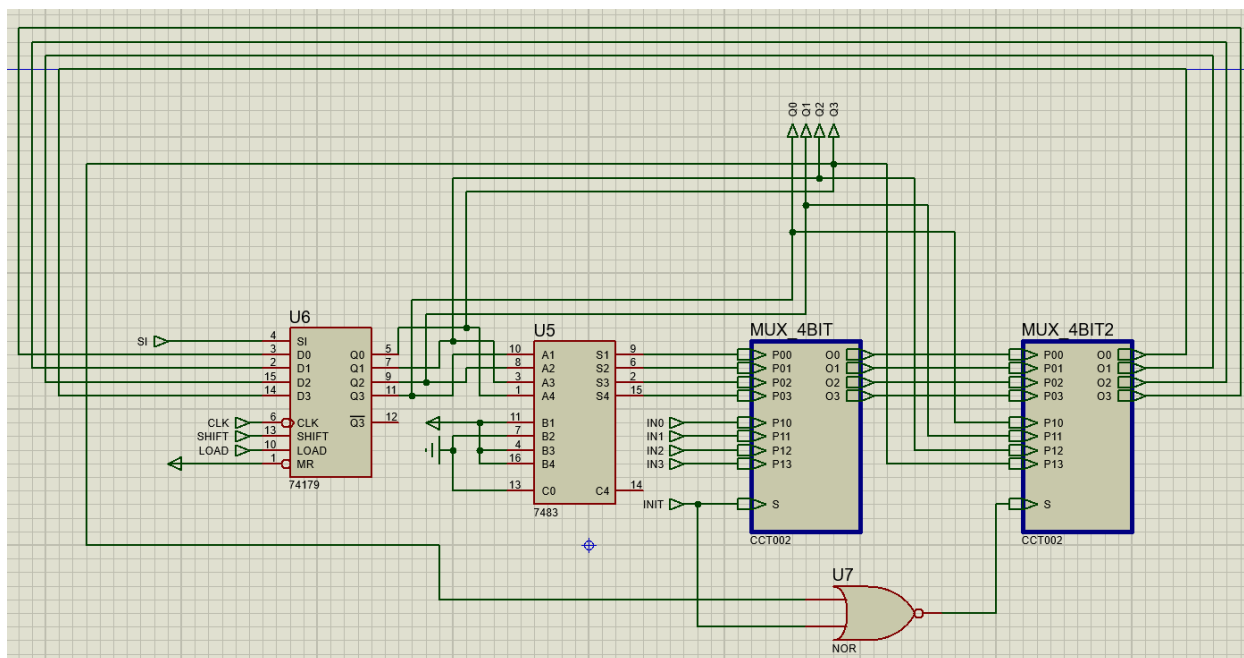 Q0 Q1 Q2 Q3
U6
SI 4 SI
3 D0 Q0 5
2 D1 Q1 7
15 D2 Q2 9
14 D3 Q3 11
CLK 6 CLK Q3 12
SHIFT 13 SHIFT
LOAD 10 LOAD
1 MR
74179
U5
10 A1 S1 9
8 A2 S2 6
3 A3 S3 2
1 A4 S4 15
11 B1
7 B2
4 B3
16 B4
13 C0 C4 14
7483
MUX_4BIT
P00 O0
P01 O1
P02 O2
P03 O3
IN0 P10
IN1 P11
IN2 P12
IN3 P13
INIT S
CCT002
MUX_4BIT2
P00 O0
P01 O1
P02 O2
P03 O3
P10
P11
P12
P13
S
CCT002
U7
NOR